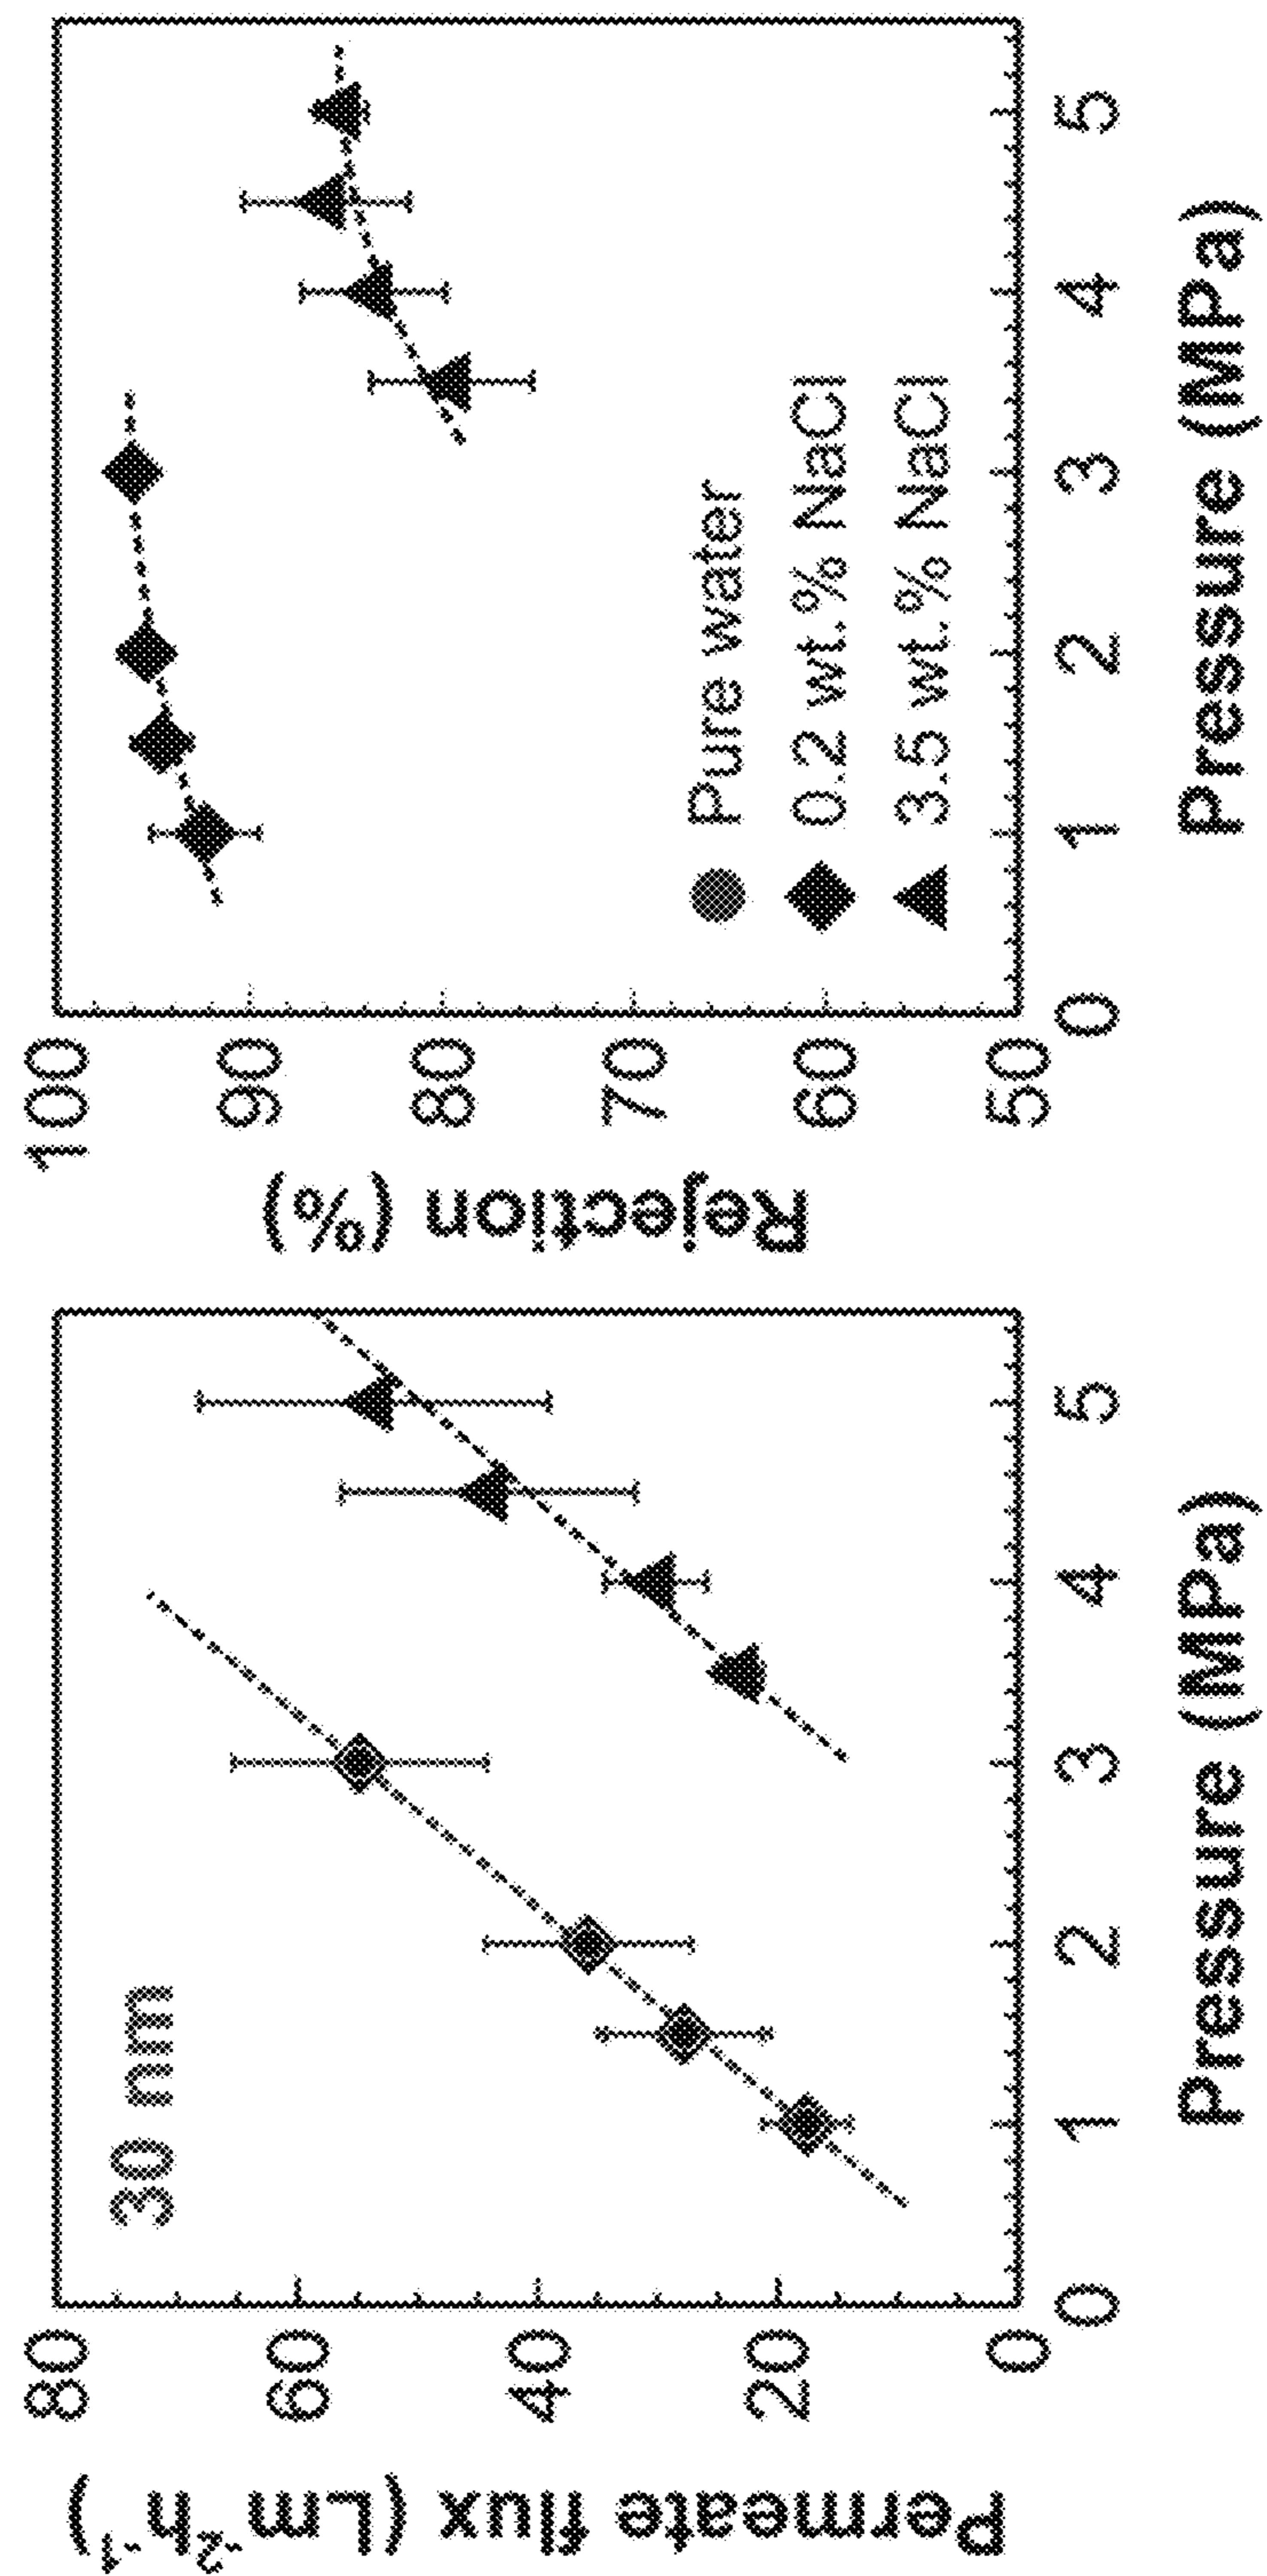 30 nm
Permeate flux (Lm⁻²h⁻¹)
80
60
40
20
0
0 1 2 3 4 5
Pressure (MPa)
Rejection (%)
100
90
80
70
60
50
Pure water
0.2 wt.% NaCl
3.5 wt.% NaCl
0 1 2 3 4 5
Pressure (MPa)